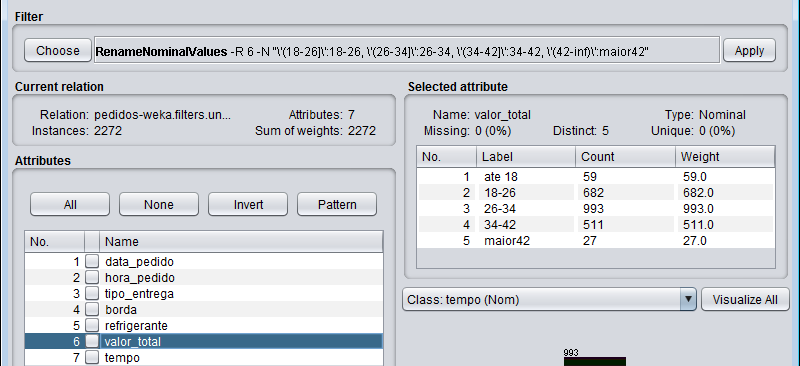 Filter
Choose RenameNominalValues -R 6 -N "\'(18-26]\':18-26, \'(26-34]\':26-34, \'(34-42]\':34-42, \'(42-inf)\':maior42" Apply
Current relation
Relation: pedidos-weka.filters.un... Attributes: 7
Instances: 2272 Sum of weights: 2272
Attributes
All None Invert Pattern
No. Name
1 data_pedido
2 hora_pedido
3 tipo_entrega
4 borda
5 refrigerante
6 valor_total
7 tempo
Selected attribute
Name: valor_total Type: Nominal
Missing: 0 (0%) Distinct: 5 Unique: 0 (0%)
No. Label Count Weight
1 ate 18 59 59.0
2 18-26 682 682.0
3 26-34 993 993.0
4 34-42 511 511.0
5 maior42 27 27.0
Class: tempo (Nom) Visualize All
993